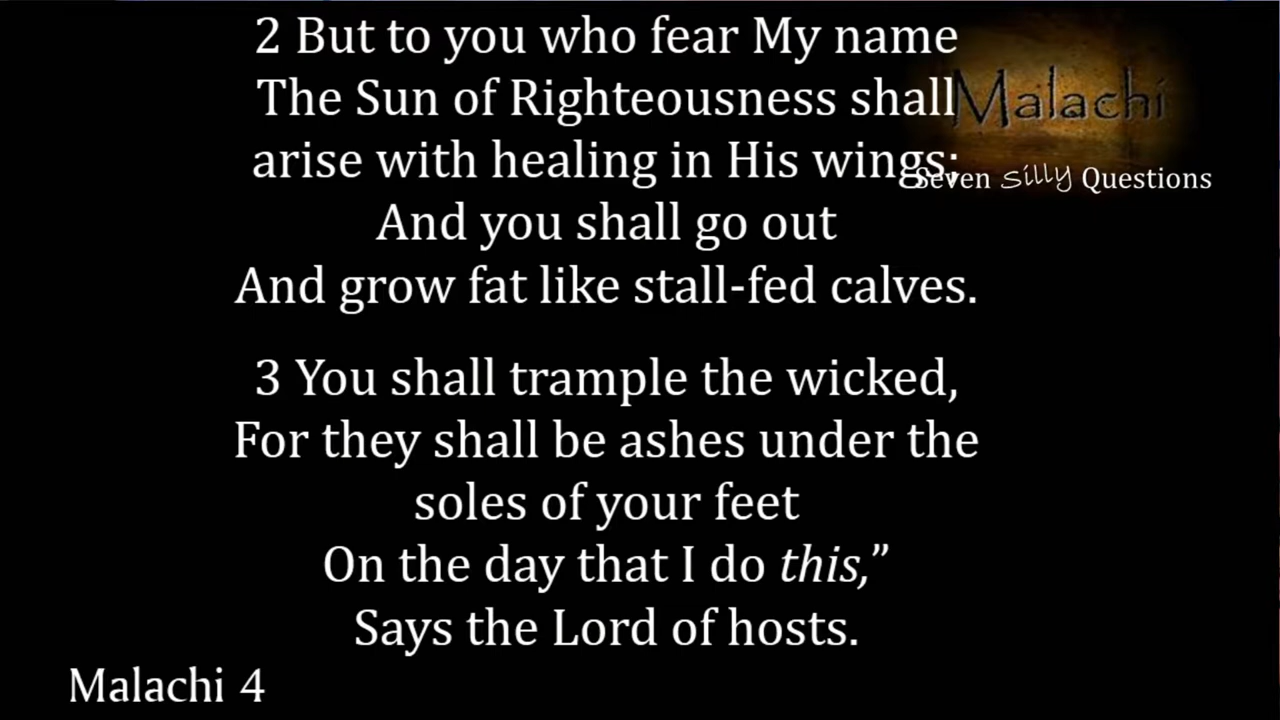 2 But to you who fear My name
The Sun of Righteousness shall
arise with healing in His wings;
And you shall go out
And grow fat like stall-fed calves.
3 You shall trample the wicked,
For they shall be ashes under the
soles of your feet
On the day that I do this,”
Says the Lord of hosts.
Malachi 4
Malachi
Seven Silly Questions